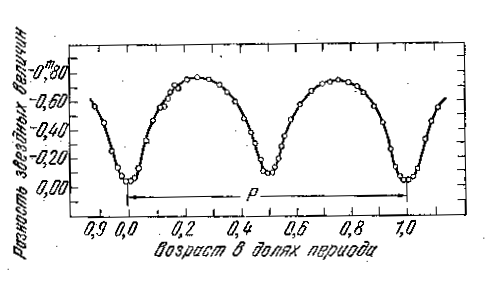 Разность звездных величин
-0,ᵐ80
-0,60
-0,40
-0,20
0,00
P
0,9 0,0 0,2 0,4 0,6 0,8 1,0
Возраст в долях периода